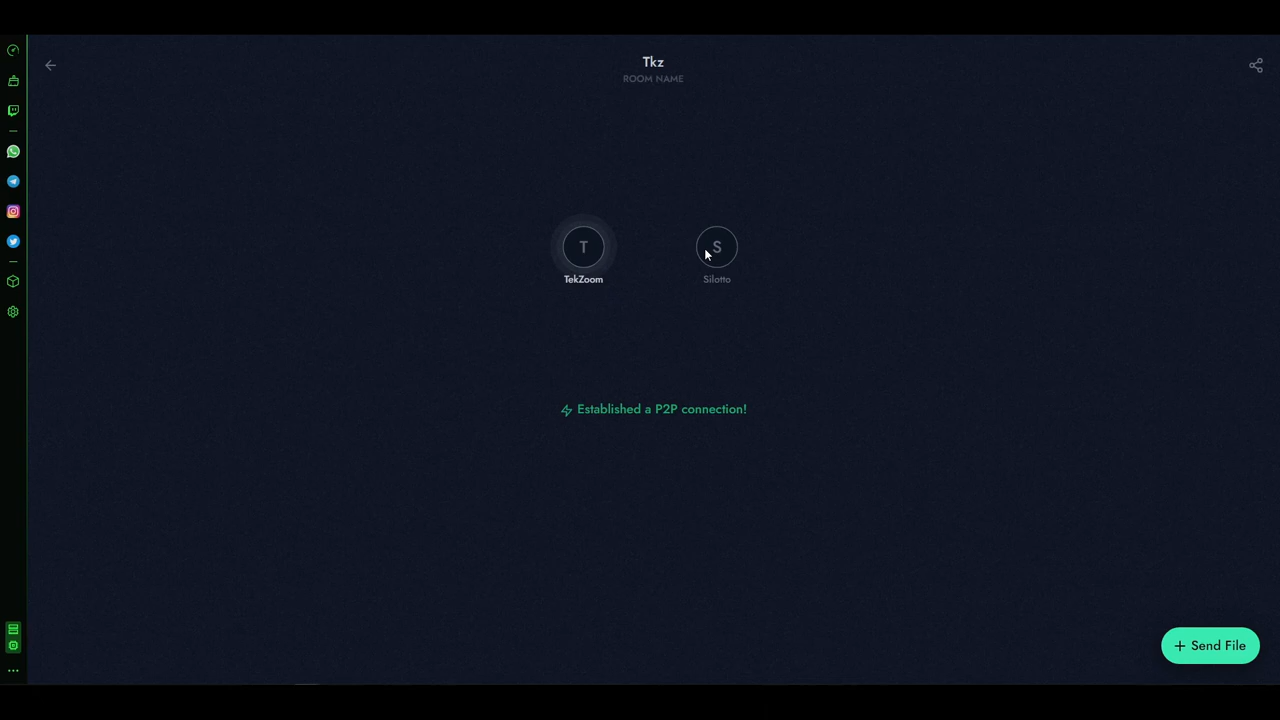 Tkz
ROOM NAME
T
S
TekZoom
Silotto
Established a P2P connection!
+ Send File